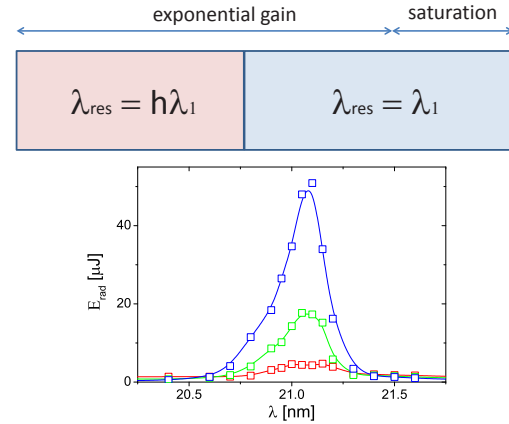 exponential gain saturation
λres = hλ1 λres = λ1
40
20
0
Erad [μJ]
20.5 21.0 21.5
λ [nm]